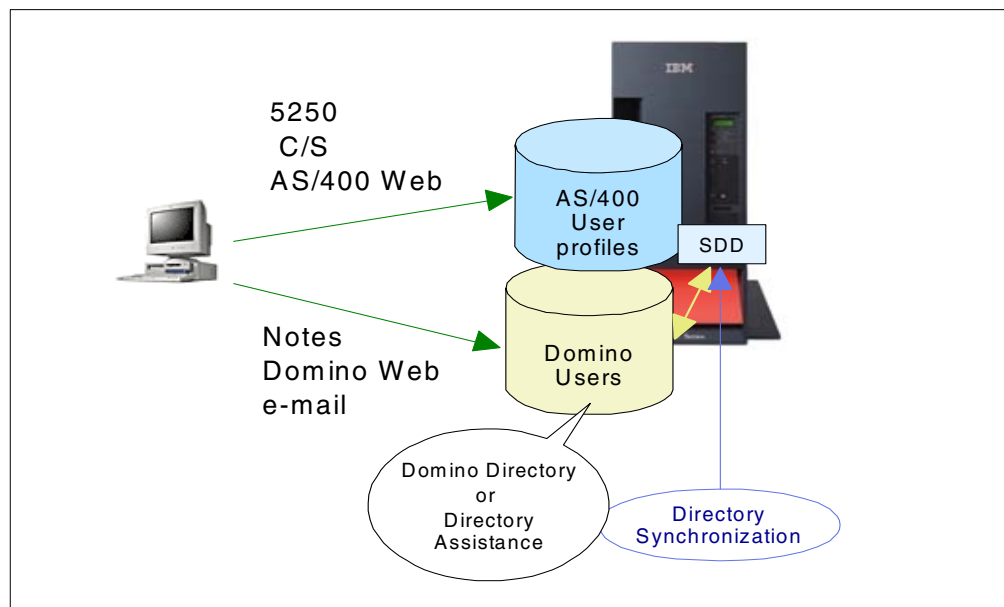 IBM
5250
C/S
AS/400 Web
AS/400
User
profiles
SDD
Notes
Domino Web
e-mail
Domino
Users
Domino Directory
or
Directory
Assistance
Directory
Synchronization